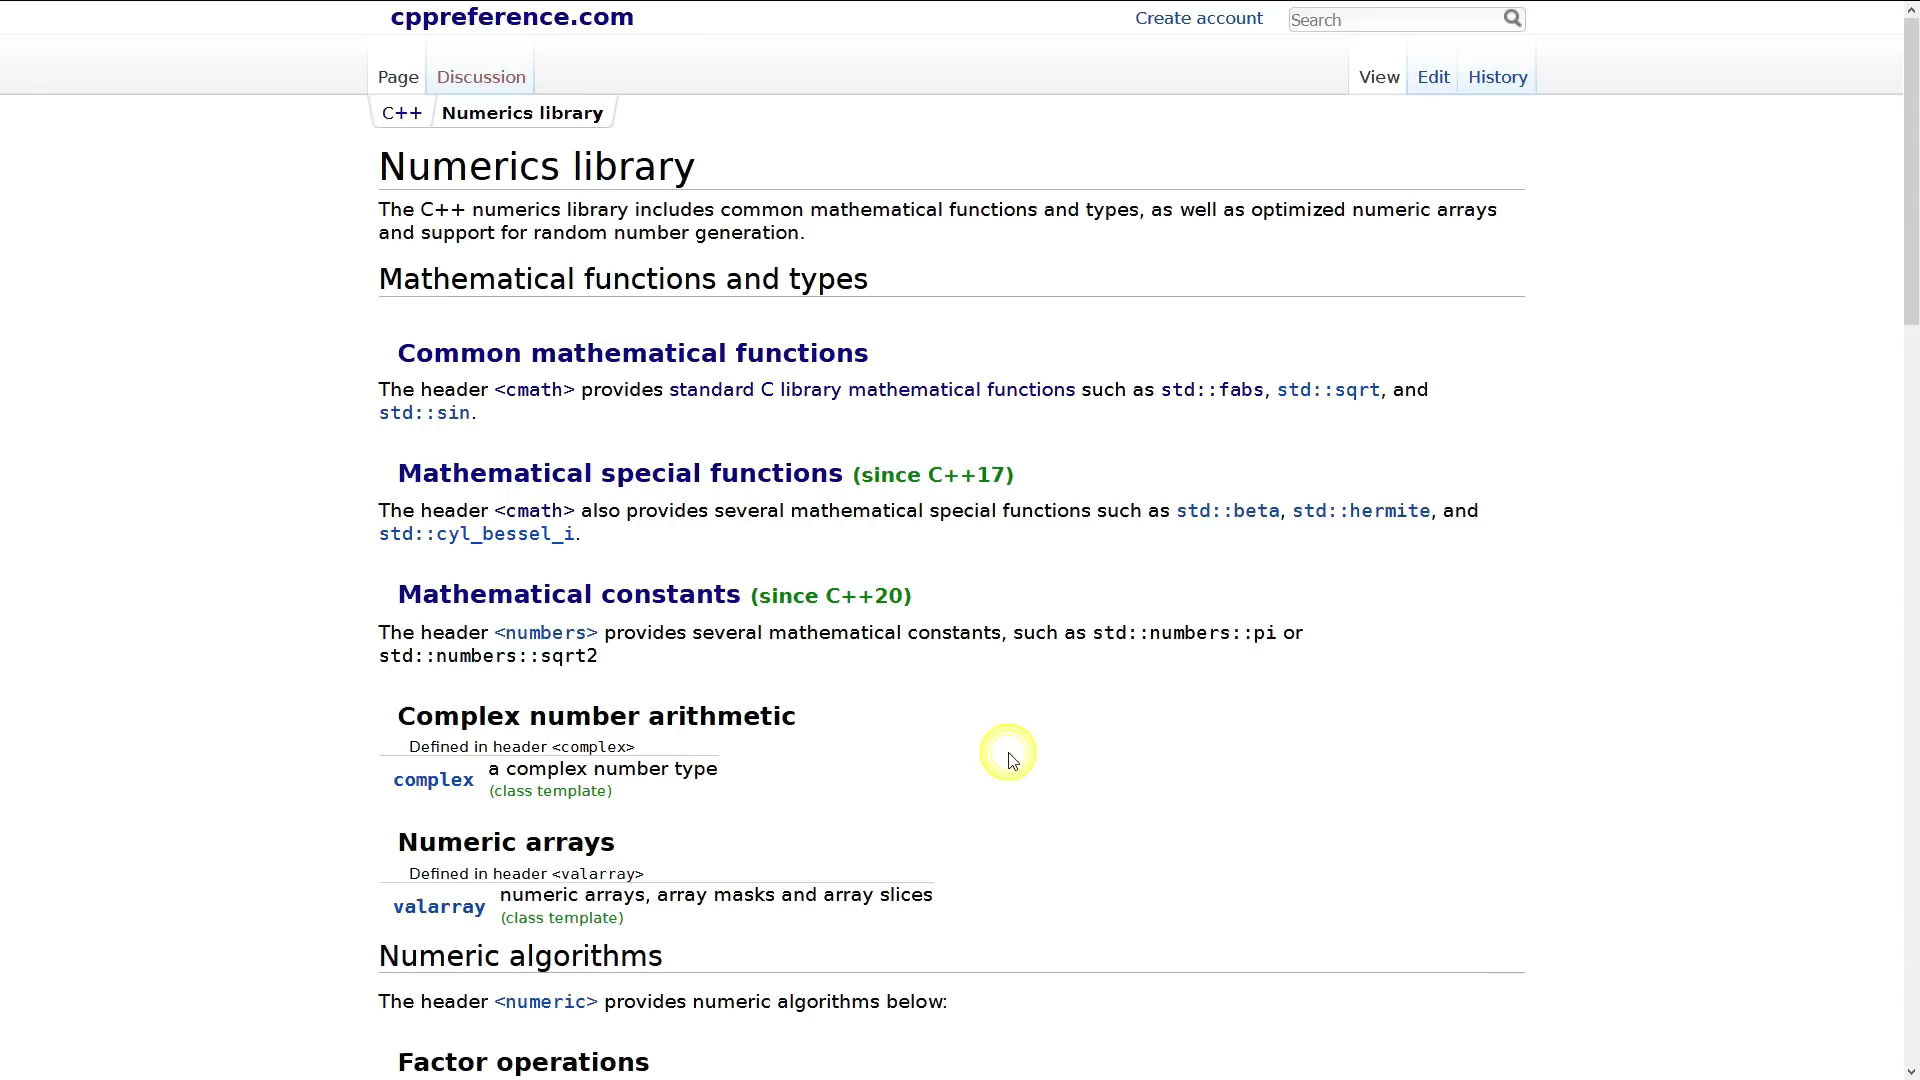 cppreference.com
Create account
Search
Page
Discussion
View
Edit
History
C++
Numerics library
Numerics library
The C++ numerics library includes common mathematical functions and types, as well as optimized numeric arrays
and support for random number generation.
Mathematical functions and types
Common mathematical functions
The header <cmath> provides standard C library mathematical functions such as std::fabs, std::sqrt, and
std::sin.
Mathematical special functions (since C++17)
The header <cmath> also provides several mathematical special functions such as std::beta, std::hermite, and
std::cyl_bessel_i.
Mathematical constants (since C++20)
The header <numbers> provides several mathematical constants, such as std::numbers::pi or
std::numbers::sqrt2
Complex number arithmetic
Defined in header <complex>
complex
a complex number type
(class template)
Numeric arrays
Defined in header <valarray>
valarray
numeric arrays, array masks and array slices
(class template)
Numeric algorithms
The header <numeric> provides numeric algorithms below:
Factor operations